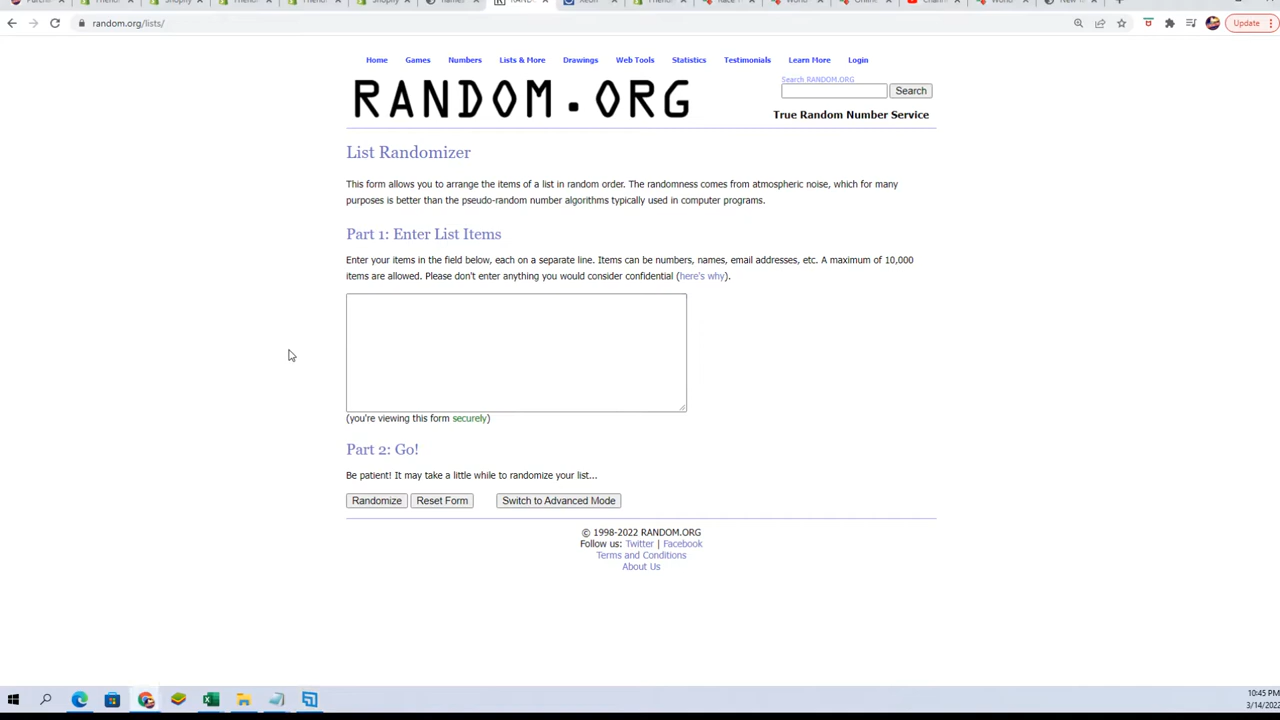 Shopify
Shopify
random.org/lists/
Update
Home Games Numbers Lists & More Drawings Web Tools Statistics Testimonials Learn More Login
Search RANDOM.ORG
RANDOM.ORG
Search
True Random Number Service
List Randomizer
This form allows you to arrange the items of a list in random order. The randomness comes from atmospheric noise, which for many
purposes is better than the pseudo-random number algorithms typically used in computer programs.
Part 1: Enter List Items
Enter your items in the field below, each on a separate line. Items can be numbers, names, email addresses, etc. A maximum of 10,000
items are allowed. Please don't enter anything you would consider confidential (here's why).
(you're viewing this form securely)
Part 2: Go!
Be patient! It may take a little while to randomize your list...
Randomize Reset Form Switch to Advanced Mode
© 1998-2022 RANDOM.ORG
Follow us: Twitter | Facebook
Terms and Conditions
About Us
10:45 PM
3/14/2022